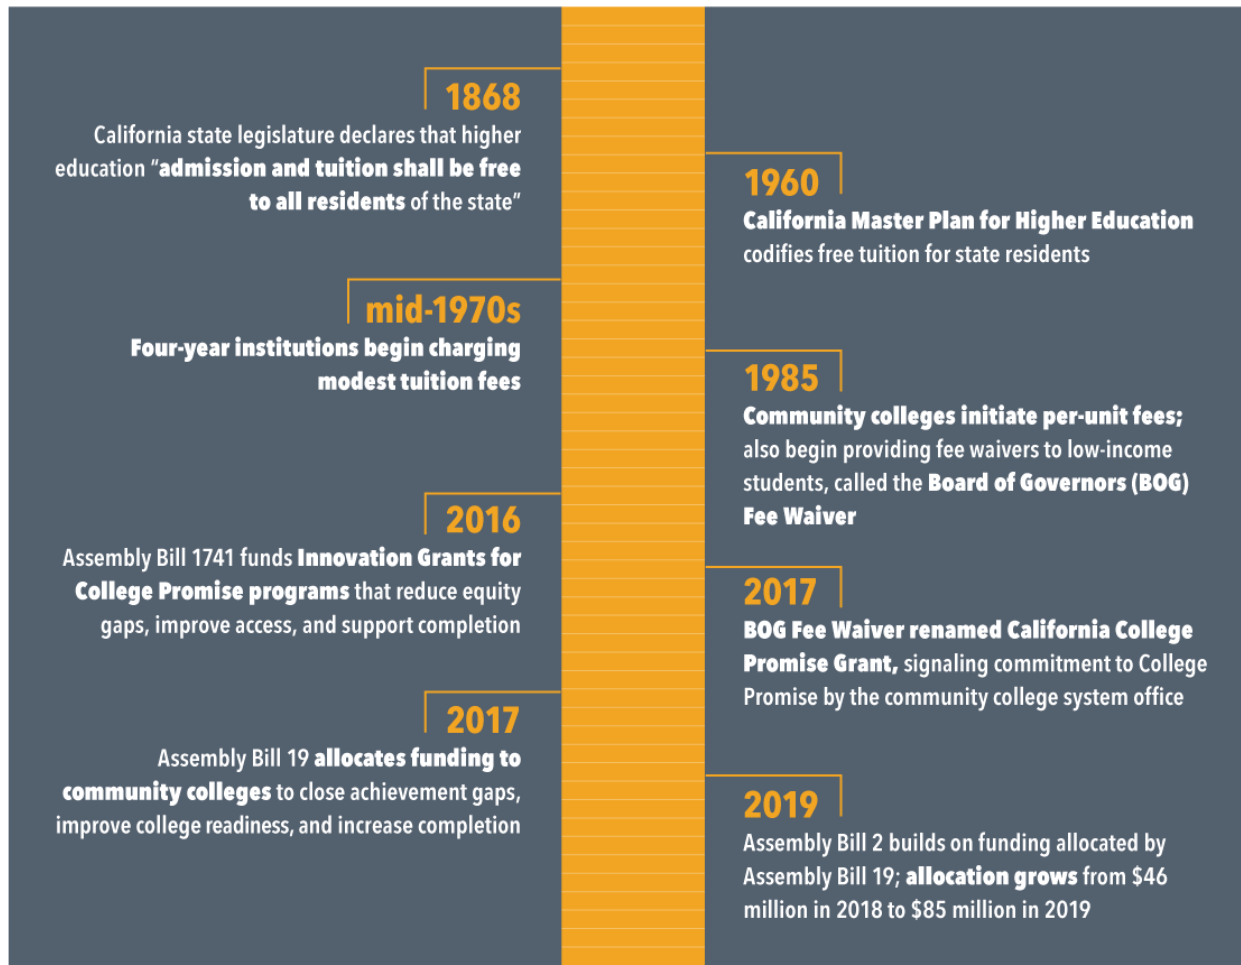 1868
California state legislature declares that higher
education “admission and tuition shall be free
to all residents of the state”
1960
California Master Plan for Higher Education
codifies free tuition for state residents
mid-1970s
Four-year institutions begin charging
modest tuition fees
1985
Community colleges initiate per-unit fees;
also begin providing fee waivers to low-income
students, called the Board of Governors (BOG)
Fee Waiver
2016
Assembly Bill 1741 funds Innovation Grants for
College Promise programs that reduce equity
gaps, improve access, and support completion
2017
BOG Fee Waiver renamed California College
Promise Grant, signaling commitment to College
Promise by the community college system office
2017
Assembly Bill 19 allocates funding to
community colleges to close achievement gaps,
improve college readiness, and increase completion
2019
Assembly Bill 2 builds on funding allocated by
Assembly Bill 19; allocation grows from $46
million in 2018 to $85 million in 2019